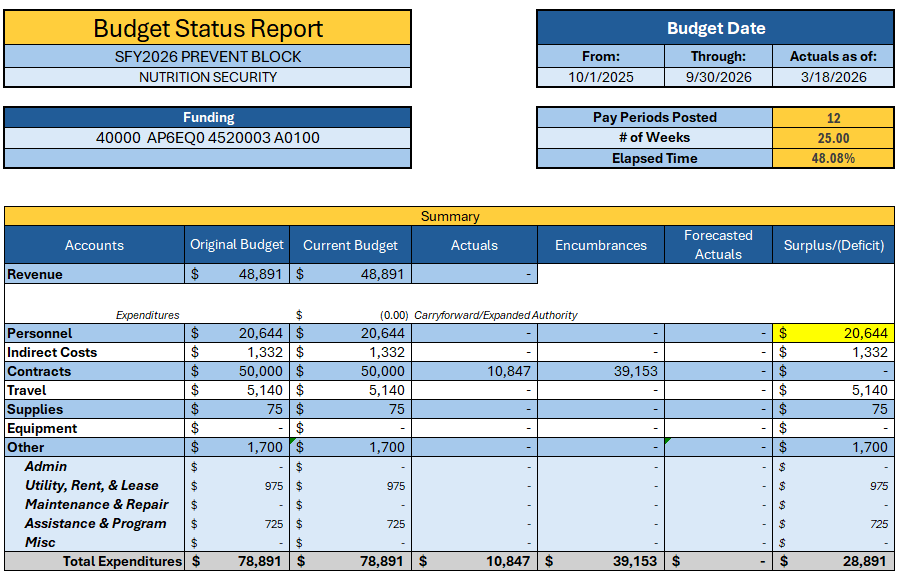 Budget Status Report
SFY2026 PREVENT BLOCK
NUTRITION SECURITY
Budget Date
From: Through: Actuals as of:
10/1/2025 9/30/2026 3/18/2026
Funding
40000 AP6EQ0 4520003 A0100
Pay Periods Posted 12
# of Weeks 25.00
Elapsed Time 48.08%
Summary
Accounts Original Budget Current Budget Actuals Encumbrances Forecasted Actuals Surplus/(Deficit)
Revenue $ 48,891 $ 48,891 -
Expenditures $ (0.00) Carryforward/Expanded Authority
Personnel $ 20,644 $ 20,644 - - - $ 20,644
Indirect Costs $ 1,332 $ 1,332 - - - $ 1,332
Contracts $ 50,000 $ 50,000 10,847 39,153 - $ -
Travel $ 5,140 $ 5,140 - - - $ 5,140
Supplies $ 75 $ 75 - - - $ 75
Equipment $ - $ - - - - $ -
Other $ 1,700 $ 1,700 - - - $ 1,700
Admin $ - $ - - - - $ -
Utility, Rent, & Lease $ 975 $ 975 - - - $ 975
Maintenance & Repair $ - $ - - - - $ -
Assistance & Program $ 725 $ 725 - - - $ 725
Misc $ - $ - - - - $ -
Total Expenditures $ 78,891 $ 78,891 $ 10,847 $ 39,153 $ - $ 28,891